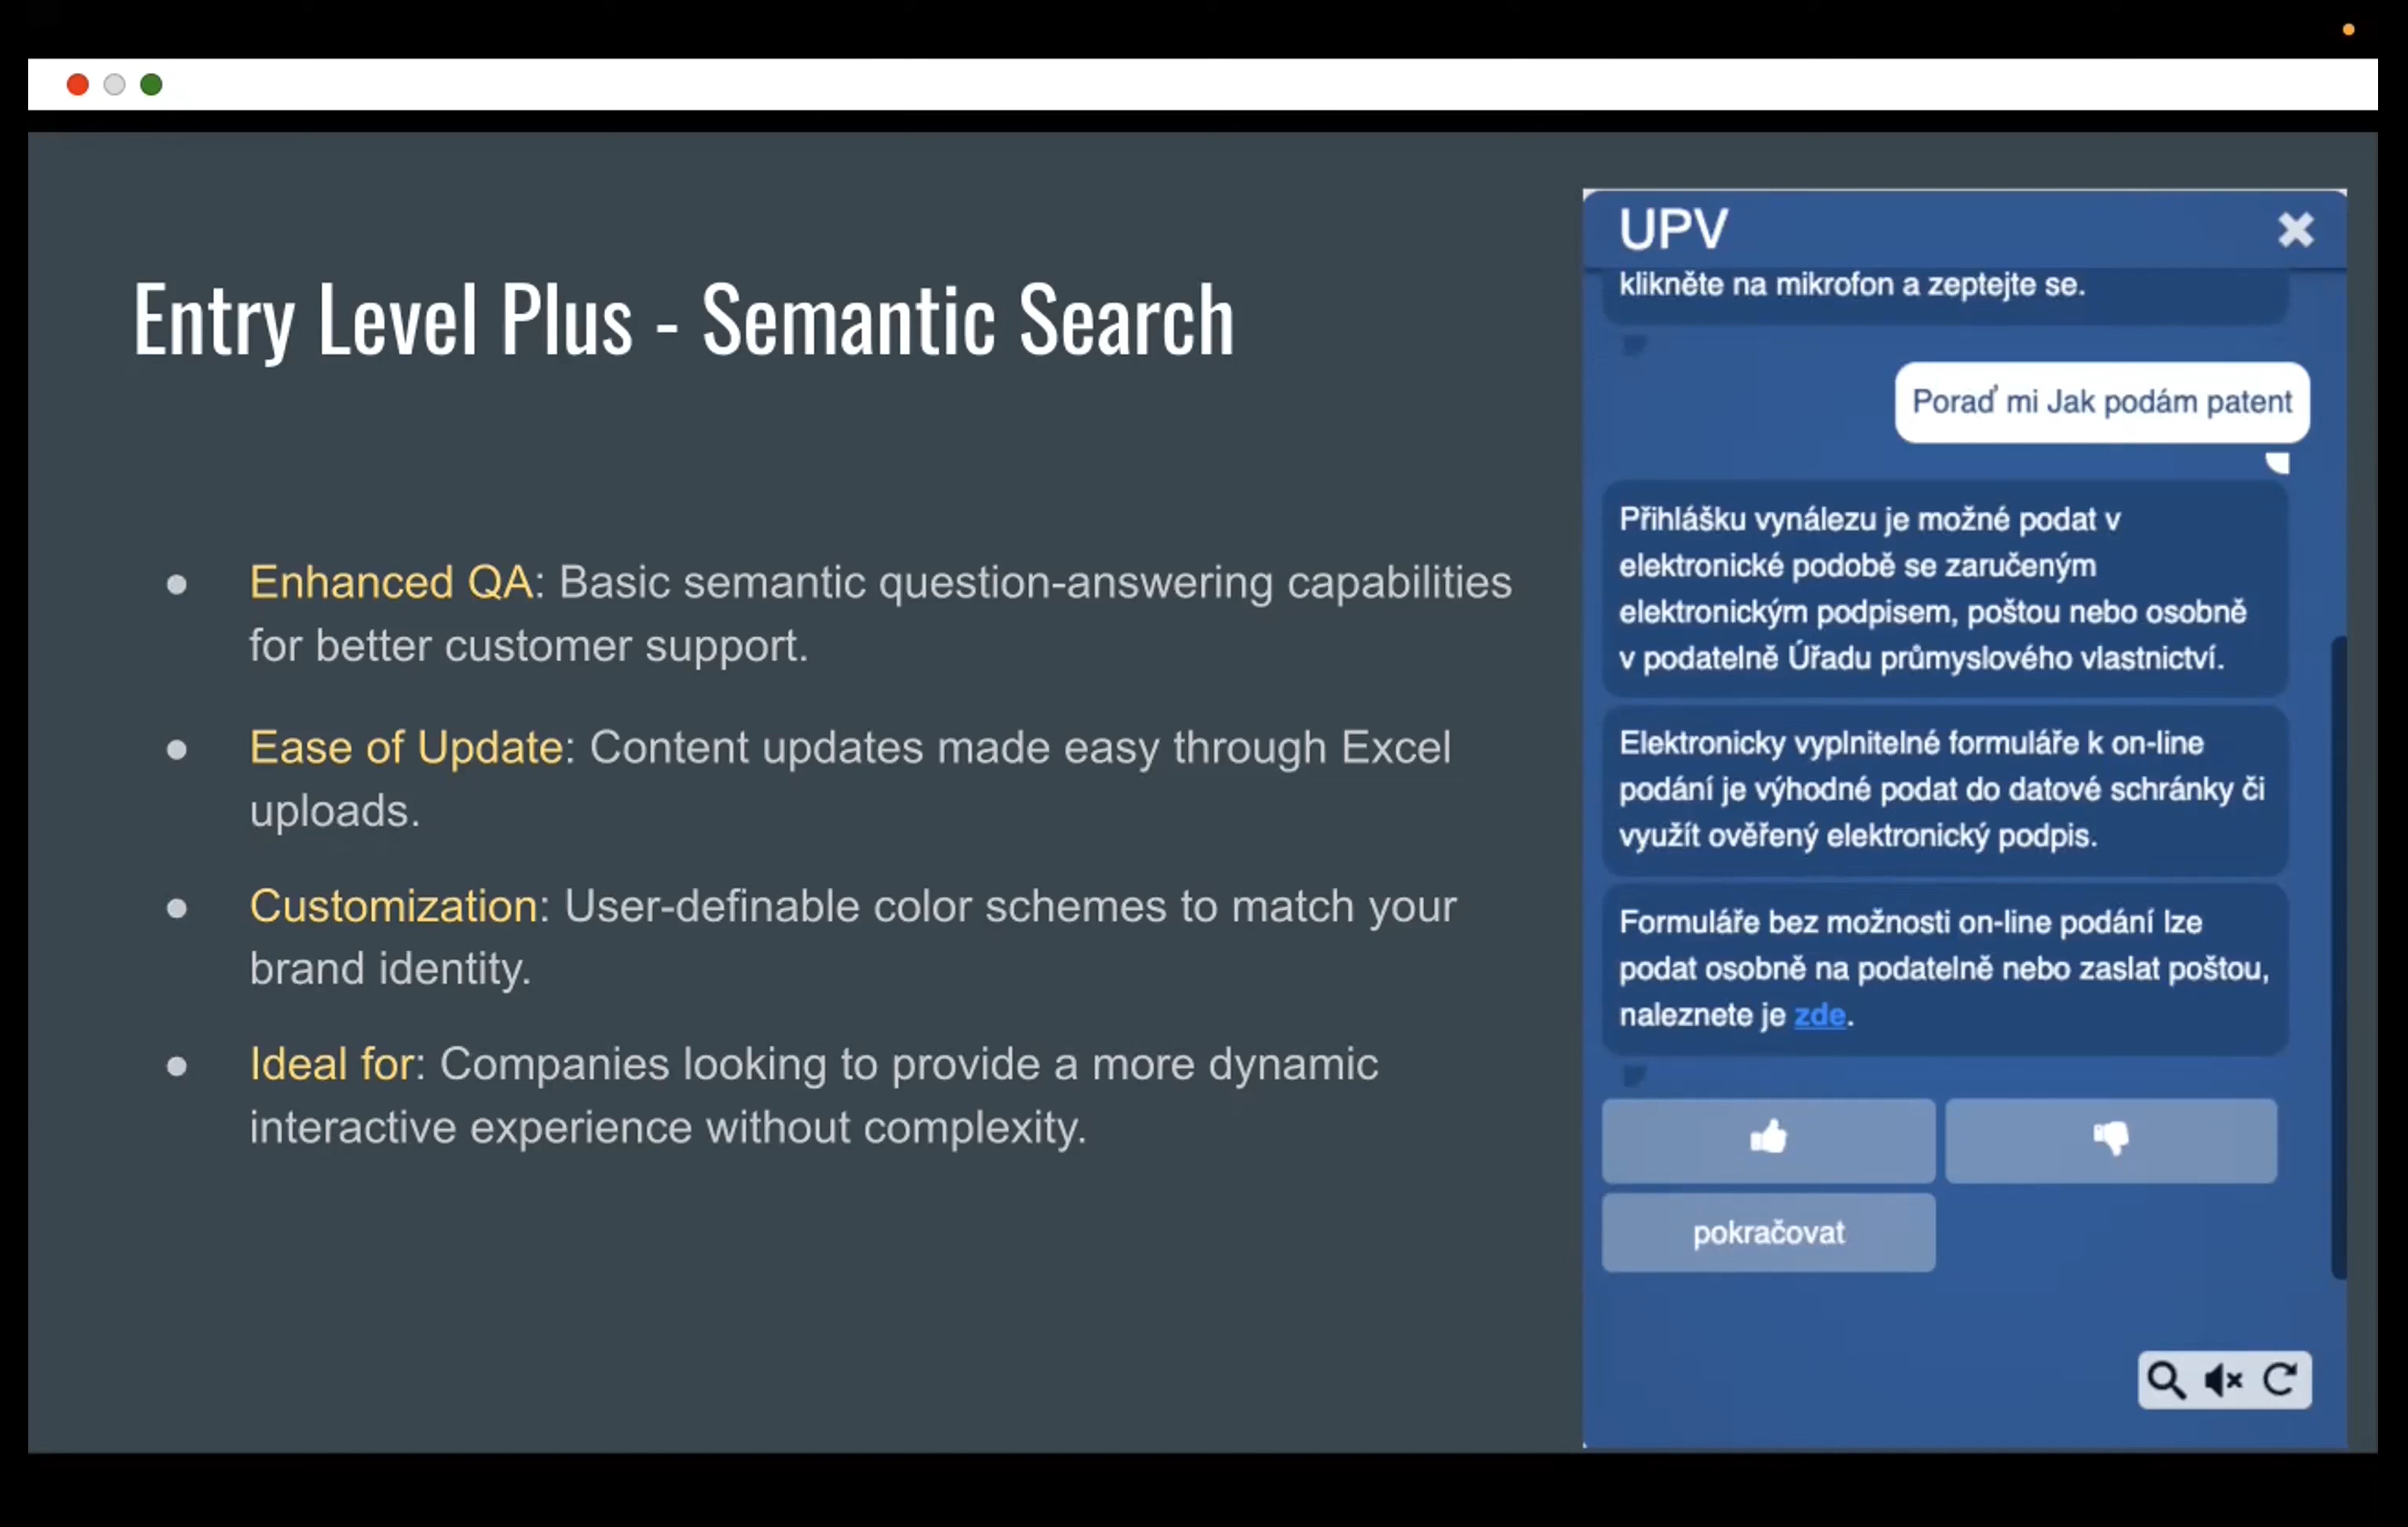 Entry Level Plus - Semantic Search
● Enhanced QA: Basic semantic question-answering capabilities
for better customer support.
● Ease of Update: Content updates made easy through Excel
uploads.
● Customization: User-definable color schemes to match your
brand identity.
● Ideal for: Companies looking to provide a more dynamic
interactive experience without complexity.
UPV
klikněte na mikrofon a zeptejte se.
Poraď mi Jak podám patent
Přihlášku vynálezu je možné podat v
elektronické podobě se zaručeným
elektronickým podpisem, poštou nebo osobně
v podatelně Úřadu průmyslového vlastnictví.
Elektronicky vyplnitelné formuláře k on-line
podání je výhodné podat do datové schránky či
využít ověřený elektronický podpis.
Formuláře bez možnosti on-line podání lze
podat osobně na podatelně nebo zaslat poštou,
naleznete je zde.
pokračovat